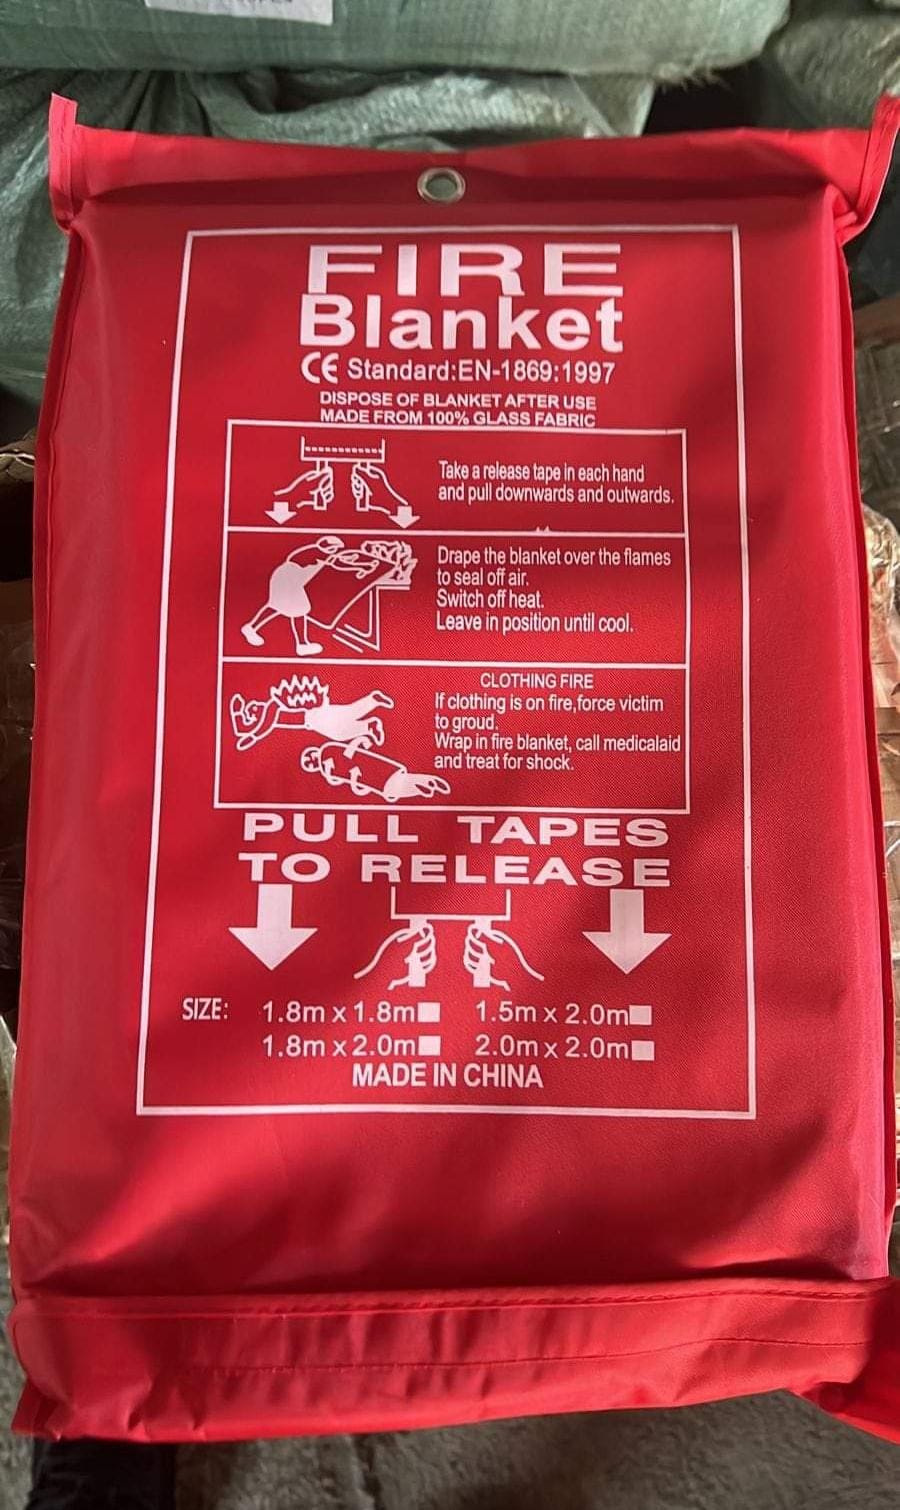 FIRE
Blanket
CE Standard:EN-1869:1997
DISPOSE OF BLANKET AFTER USE
MADE FROM 100% GLASS FABRIC
Take a release tape in each hand
and pull downwards and outwards.
Drape the blanket over the flames
to seal off air.
Switch off heat.
Leave in position until cool.
CLOTHING FIRE
If clothing is on fire,force victim
to groud.
Wrap in fire blanket, call medicalaid
and treat for shock.
PULL TAPES
TO RELEASE
SIZE: 1.8m x 1.8m 1.5m x 2.0m
1.8m x 2.0m 2.0m x 2.0m
MADE IN CHINA